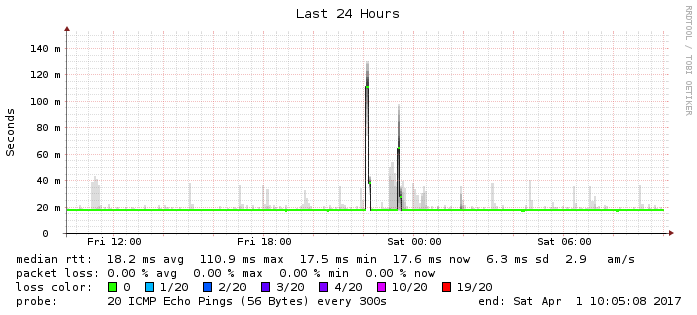 Last 24 Hours
RRDTOOL / TOBI OETIKER
Seconds
140 m
120 m
100 m
80 m
60 m
40 m
20 m
0
Fri 12:00 Fri 18:00 Sat 00:00 Sat 06:00
median rtt: 18.2 ms avg 110.9 ms max 17.5 ms min 17.6 ms now 6.3 ms sd 2.9 am/s
packet loss: 0.00 % avg 0.00 % max 0.00 % min 0.00 % now
loss color: 0 1/20 2/20 3/20 4/20 10/20 19/20
probe: 20 ICMP Echo Pings (56 Bytes) every 300s end: Sat Apr 1 10:05:08 2017